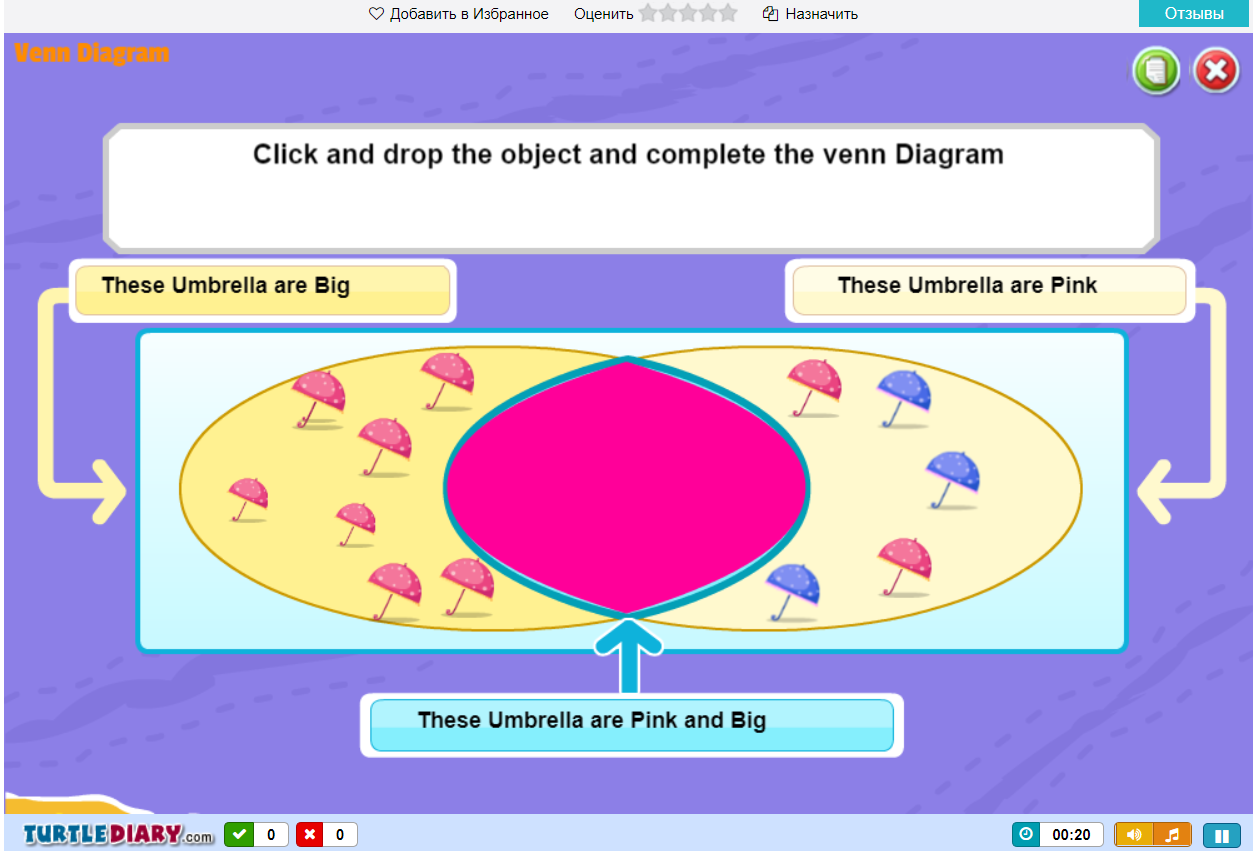 Добавить в Избранное Оценить Назначить Отзывы
Venn Diagram
Click and drop the object and complete the venn Diagram
These Umbrella are Big These Umbrella are Pink
These Umbrella are Pink and Big
TURTLEDIARY.com 0 0 00:20